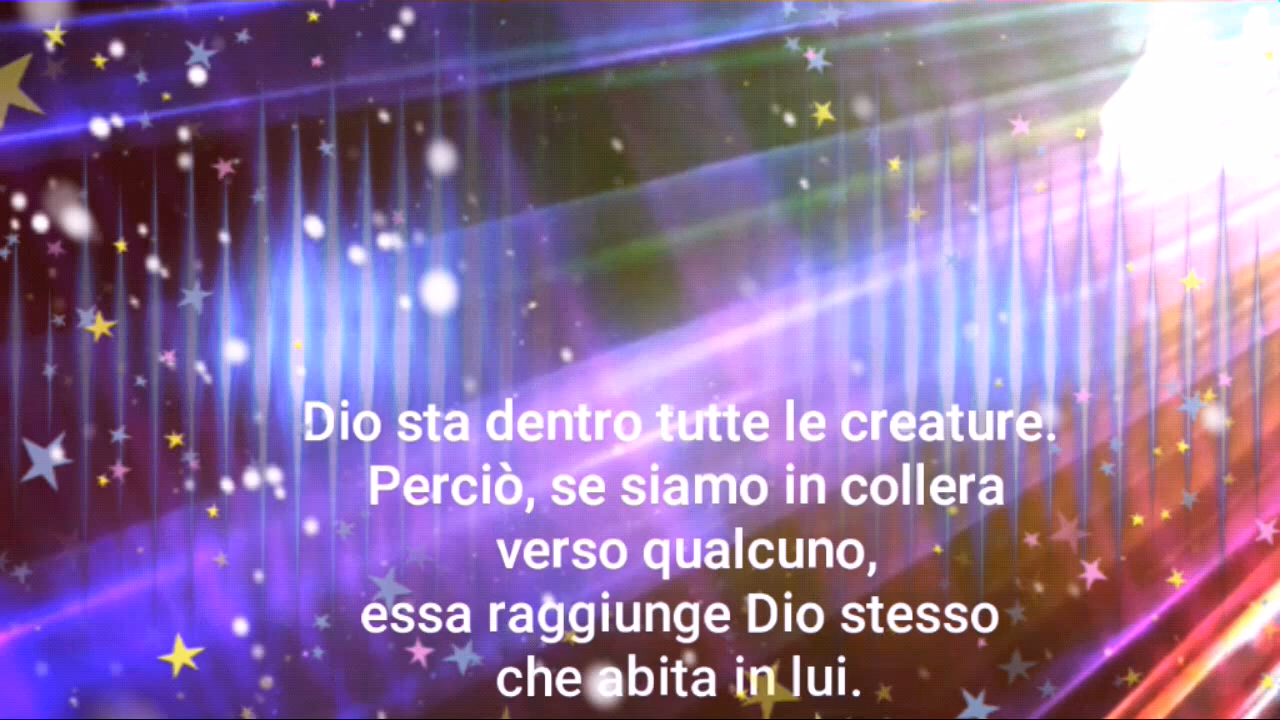 Dio sta dentro tutte le creature.
Perciò, se siamo in collera
verso qualcuno,
essa raggiunge Dio stesso
che abita in lui.